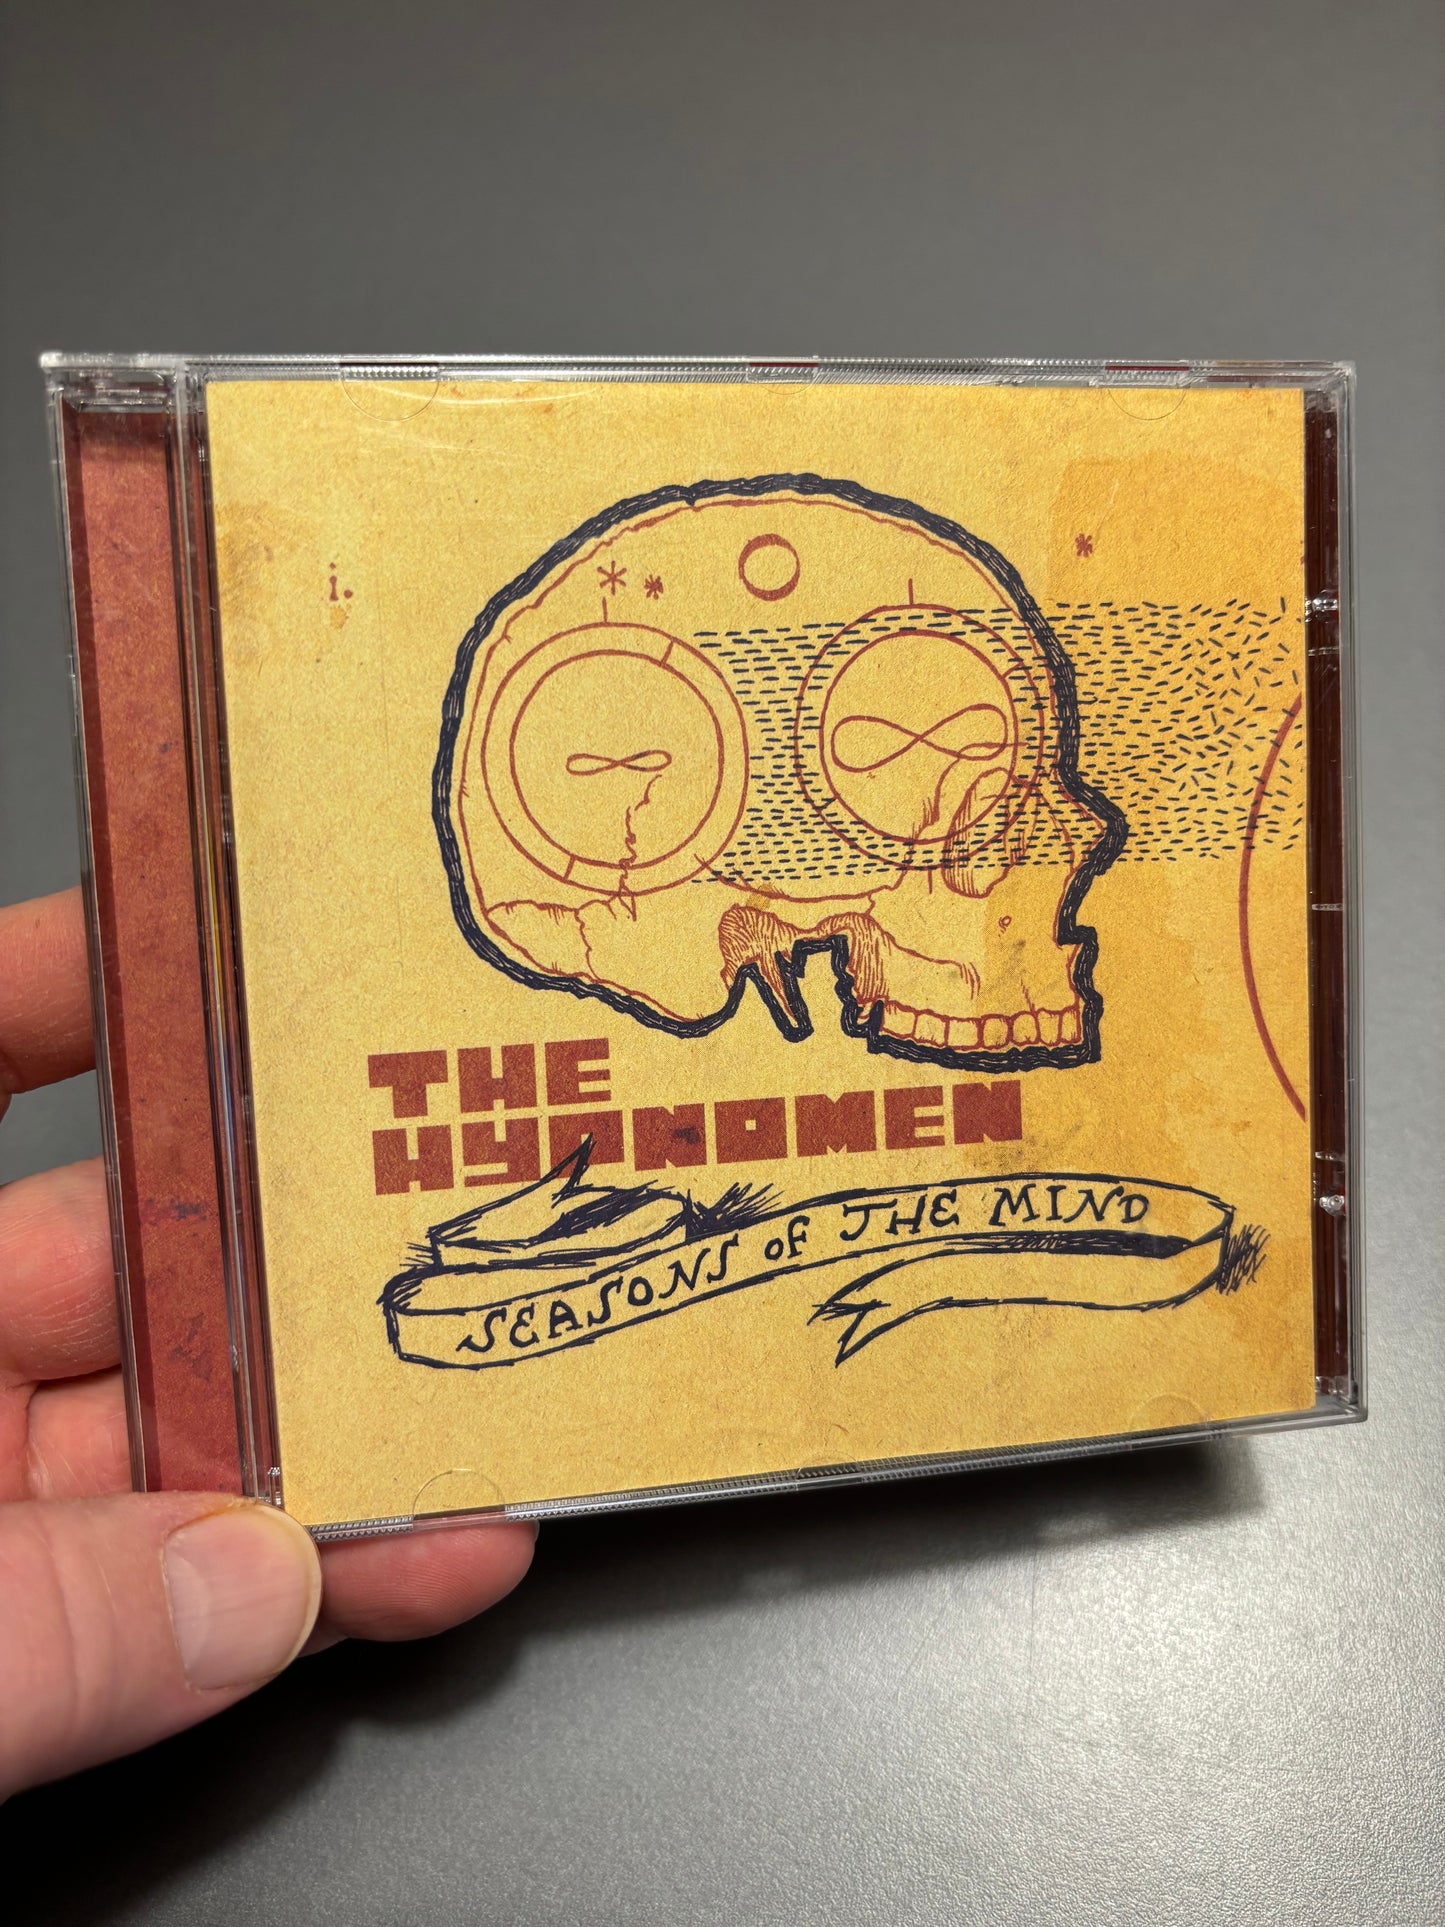 i.
THE
HYPNOMEN
SEASONS of THE MIND